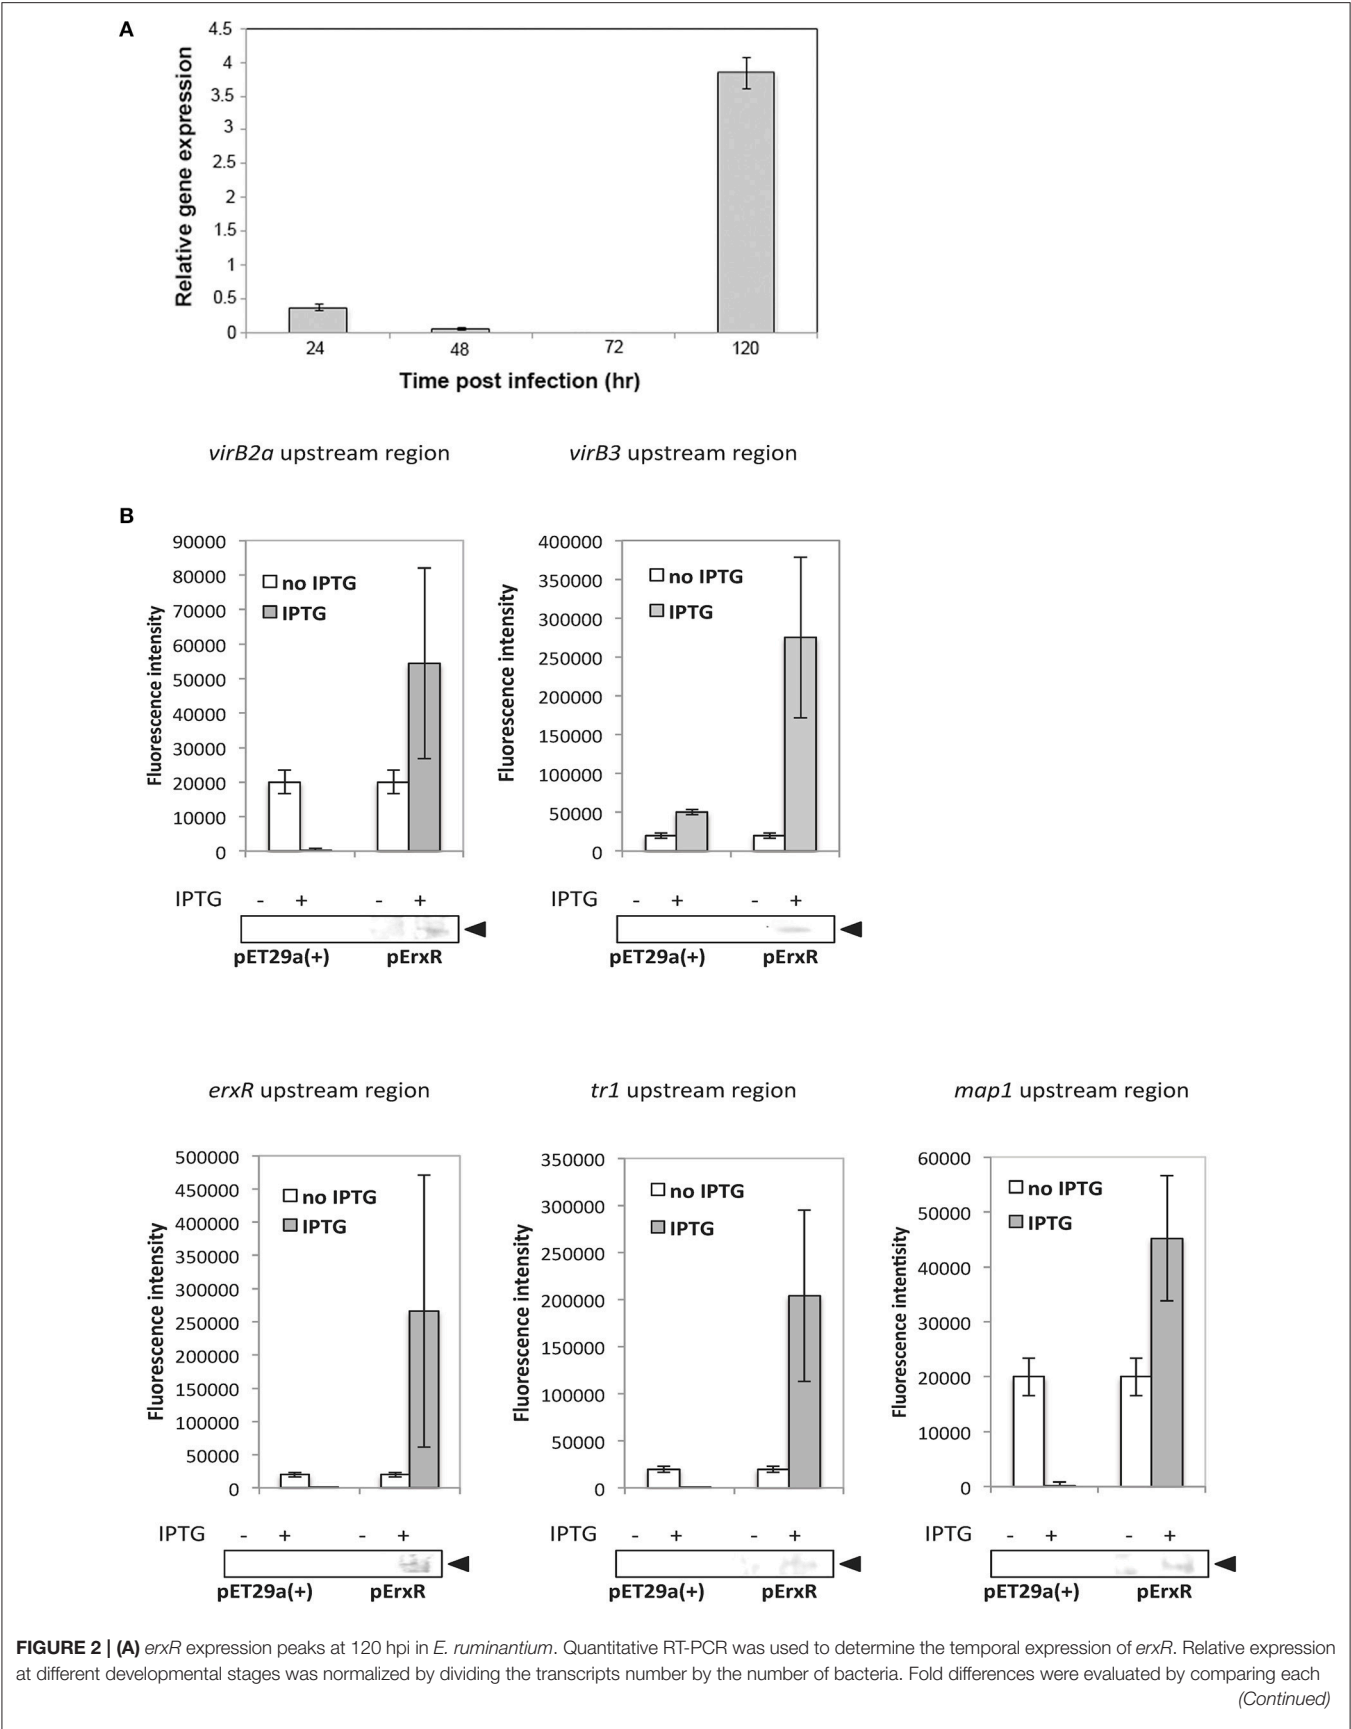 A
4.5
4
3.5
3
2.5
2
1.5
1
0.5
0
Relative gene expression
24 48 72 120
Time post infection (hr)
virB2a upstream region
virB3 upstream region
B
90000
80000
70000
60000
50000
40000
30000
20000
10000
0
Fluorescence intensity
no IPTG
IPTG
IPTG - + - +
pET29a(+) pErxR
400000
350000
300000
250000
200000
150000
100000
50000
0
Fluorescence intensity
no IPTG
IPTG
- + - +
pET29a(+) pErxR
erxR upstream region
tr1 upstream region
map1 upstream region
500000
450000
400000
350000
300000
250000
200000
150000
100000
50000
0
Fluorescence intensity
no IPTG
IPTG
IPTG - + - +
pET29a(+) pErxR
350000
300000
250000
200000
150000
100000
50000
0
Fluorescence intensity
no IPTG
IPTG
IPTG - + - +
pET29a(+) pErxR
60000
50000
40000
30000
20000
10000
0
Fluorescence intentisity
no IPTG
IPTG
IPTG - + - +
pET29a(+) pErxR
FIGURE 2 | (A) erxR expression peaks at 120 hpi in E. ruminantium. Quantitative RT-PCR was used to determine the temporal expression of erxR. Relative expression
at different developmental stages was normalized by dividing the transcripts number by the number of bacteria. Fold differences were evaluated by comparing each
(Continued)